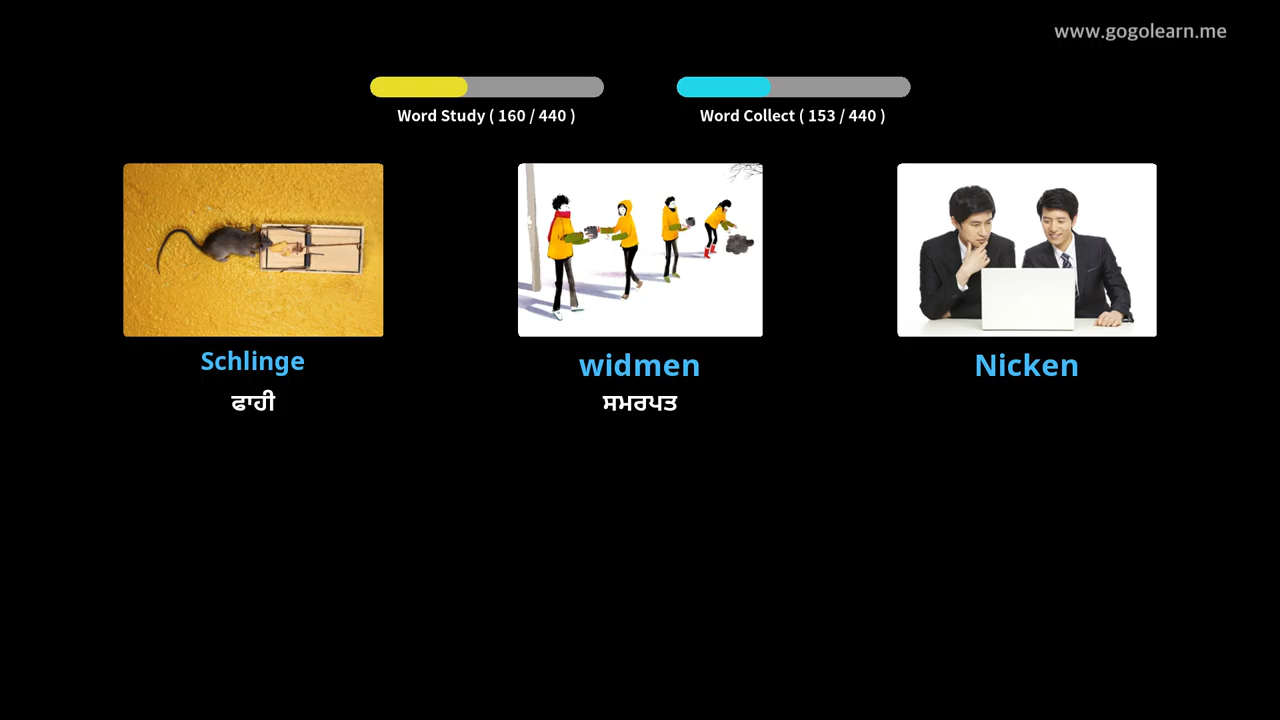 www.gogolearn.me
Word Study ( 160 / 440 )
Word Collect ( 153 / 440 )
Schlinge
ਫਾਹੀ
widmen
ਸਮਰਪਤ
Nicken